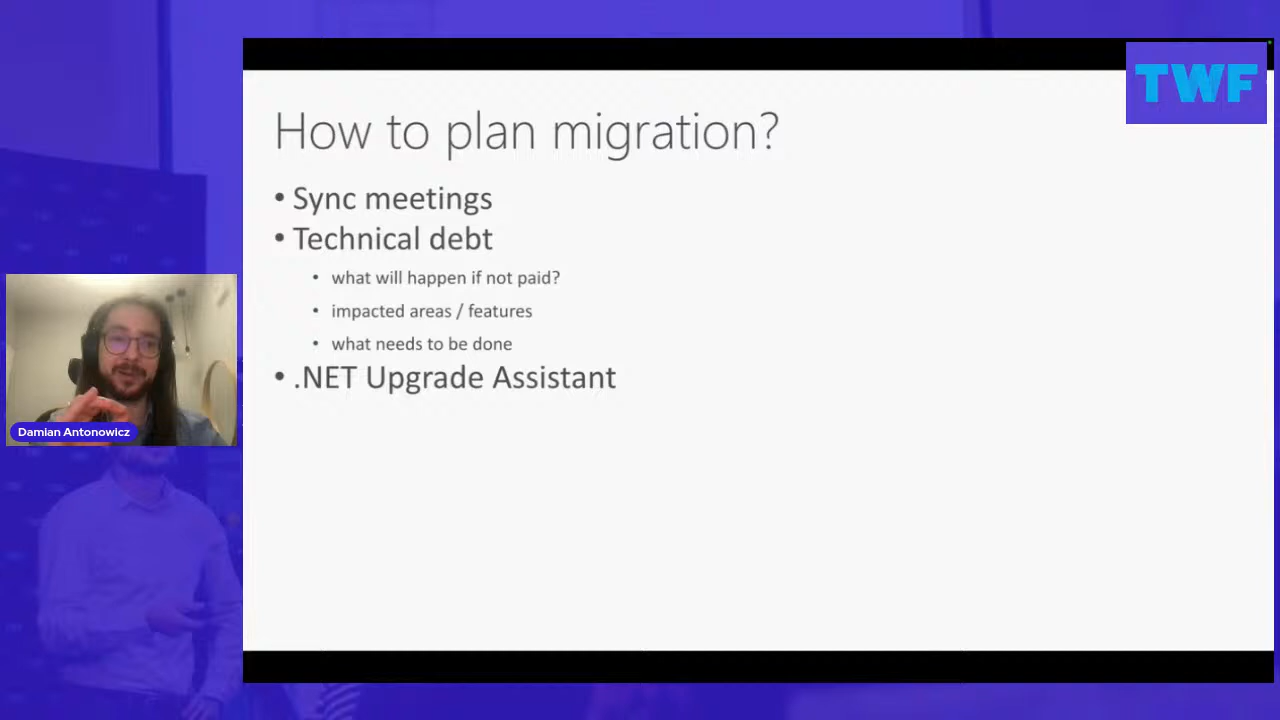 TWF
How to plan migration?
• Sync meetings
• Technical debt
• what will happen if not paid?
• impacted areas / features
• what needs to be done
• .NET Upgrade Assistant
Damian Antonowicz